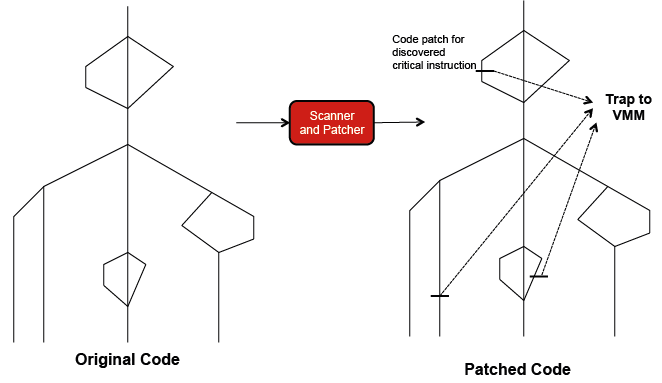 Code patch for
discovered
critical instruction
Scanner
and Patcher
Trap to
VMM
Original Code
Patched Code